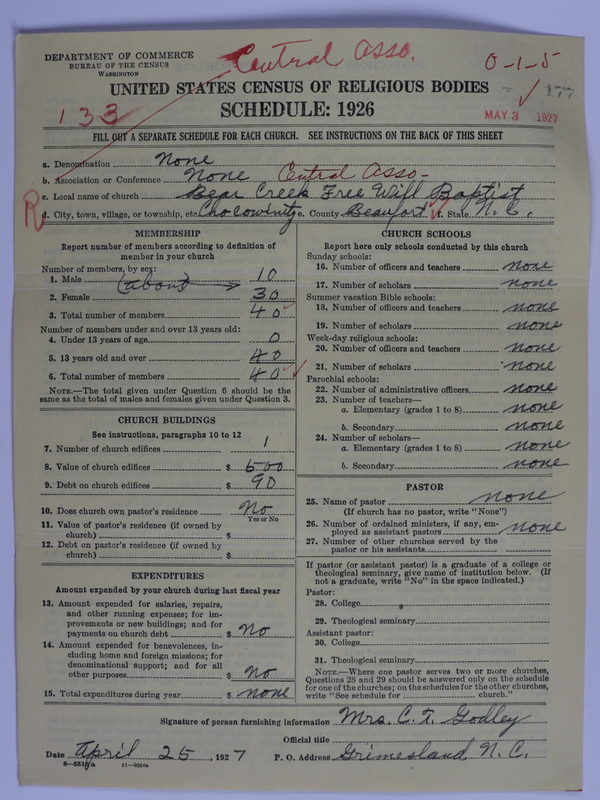 DEPARTMENT OF COMMERCE
BUREAU OF THE CENSUS
WASHINGTON
Central Asso.
0-1-5
177
UNITED STATES CENSUS OF RELIGIOUS BODIES
133
SCHEDULE: 1926
MAY 3 1927
FILL OUT A SEPARATE SCHEDULE FOR EACH CHURCH. SEE INSTRUCTIONS ON THE BACK OF THIS SHEET
a. Denomination None
b. Association or Conference None Central Asso-
c. Local name of church Bear Creek Free Will Baptist
R
d. City, town, village, or township, etc. Chocowinity e. County Beaufort f. State N. C.
MEMBERSHIP
Report number of members according to definition of
member in your church
Number of members, by sex:
1. Male (about) 10
2. Female 30
3. Total number of members 40
Number of members under and over 13 years old:
4. Under 13 years of age 0
5. 13 years old and over 40
6. Total number of members 40
NOTE.—The total given under Question 6 should be the
same as the total of males and females given under Question 3.
CHURCH BUILDINGS
See instructions, paragraphs 10 to 12
7. Number of church edifices 1
8. Value of church edifices $ 500
9. Debt on church edifices $ 90
10. Does church own pastor's residence No
Yes or No
11. Value of pastor's residence (if owned by
church) $
12. Debt on pastor's residence (if owned by
church) $
EXPENDITURES
Amount expended by your church during last fiscal year
13. Amount expended for salaries, repairs,
and other running expenses; for im-
provements or new buildings; and for
payments on church debt $ No
14. Amount expended for benevolences, in-
cluding home and foreign missions; for
denominational support; and for all
other purposes $ No
15. Total expenditures during year $ none
CHURCH SCHOOLS
Report here only schools conducted by this church
Sunday schools:
16. Number of officers and teachers none
17. Number of scholars none
Summer vacation Bible schools:
18. Number of officers and teachers none
19. Number of scholars none
Week-day religious schools:
20. Number of officers and teachers none
21. Number of scholars none
Parochial schools:
22. Number of administrative officers none
23. Number of teachers—
a. Elementary (grades 1 to 8) none
b. Secondary none
24. Number of scholars—
a. Elementary (grades 1 to 8) none
b. Secondary none
PASTOR
25. Name of pastor none
(If church has no pastor, write "None")
26. Number of ordained ministers, if any, em-
ployed as assistant pastors none
27. Number of other churches served by the
pastor or his assistants
If pastor (or assistant pastor) is a graduate of a college or
theological seminary, give name of institution below. (If
not a graduate, write "No" in the space indicated.)
Pastor:
28. College
29. Theological seminary
Assistant pastor:
30. College
31. Theological seminary
NOTE.—Where one pastor serves two or more churches,
Questions 28 and 29 should be answered only on the schedule
for one of the churches; on the schedules for the other churches,
write "See schedule for church."
Signature of person furnishing information Mrs. C. F. Godley
Official title
Date April 25, 1927 P. O. Address Grimesland N. C.